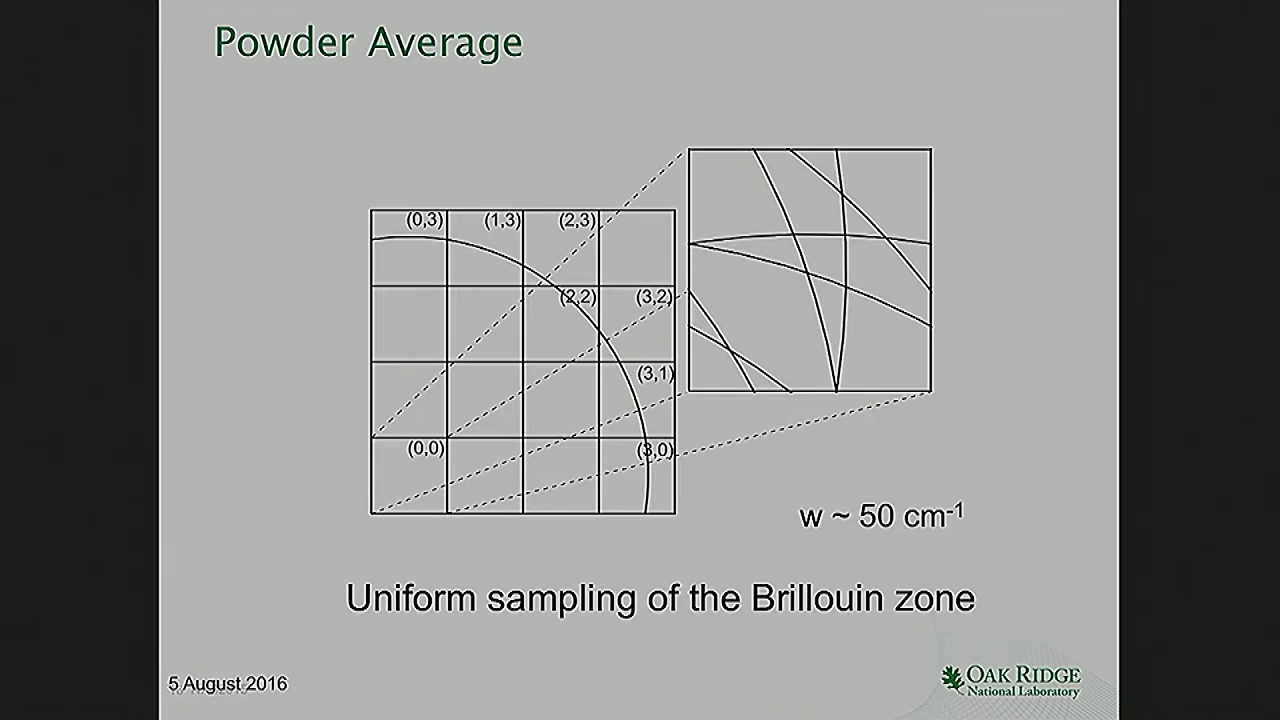 Powder Average
(0,3) (1,3) (2,3)
(2,2) (3,2)
(3,1)
(0,0) (3,0)
w ~ 50 cm-1
Uniform sampling of the Brillouin zone
5 August 2016
OAK RIDGE
National Laboratory